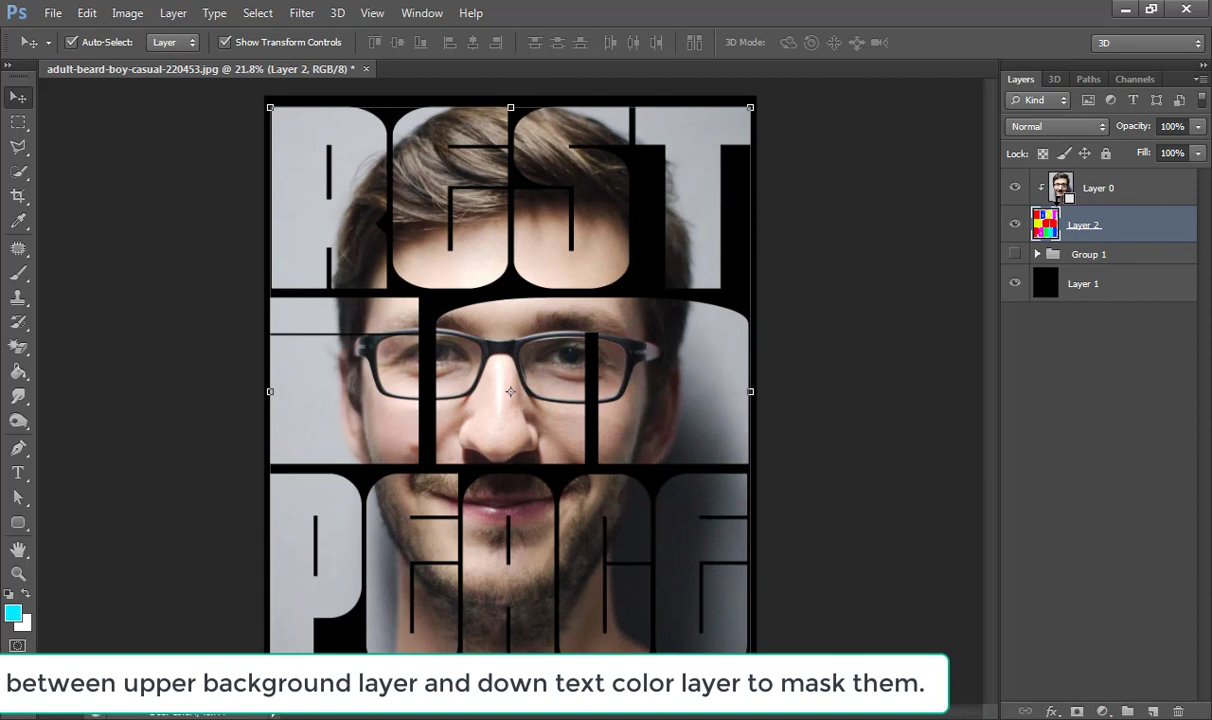 Ps File Edit Image Layer Type Select Filter 3D View Window Help
Auto-Select: Layer Show Transform Controls 3D Mode: 3D
adult-beard-boy-casual-220453.jpg @ 21.8% (Layer 2, RGB/8) * ×
Layers 3D Paths Channels
Kind
Normal Opacity: 100%
Lock: Fill: 100%
Layer 0
Layer 2
Group 1
Layer 1
REST
IN
PEACE
T
between upper background layer and down text color layer to mask them.